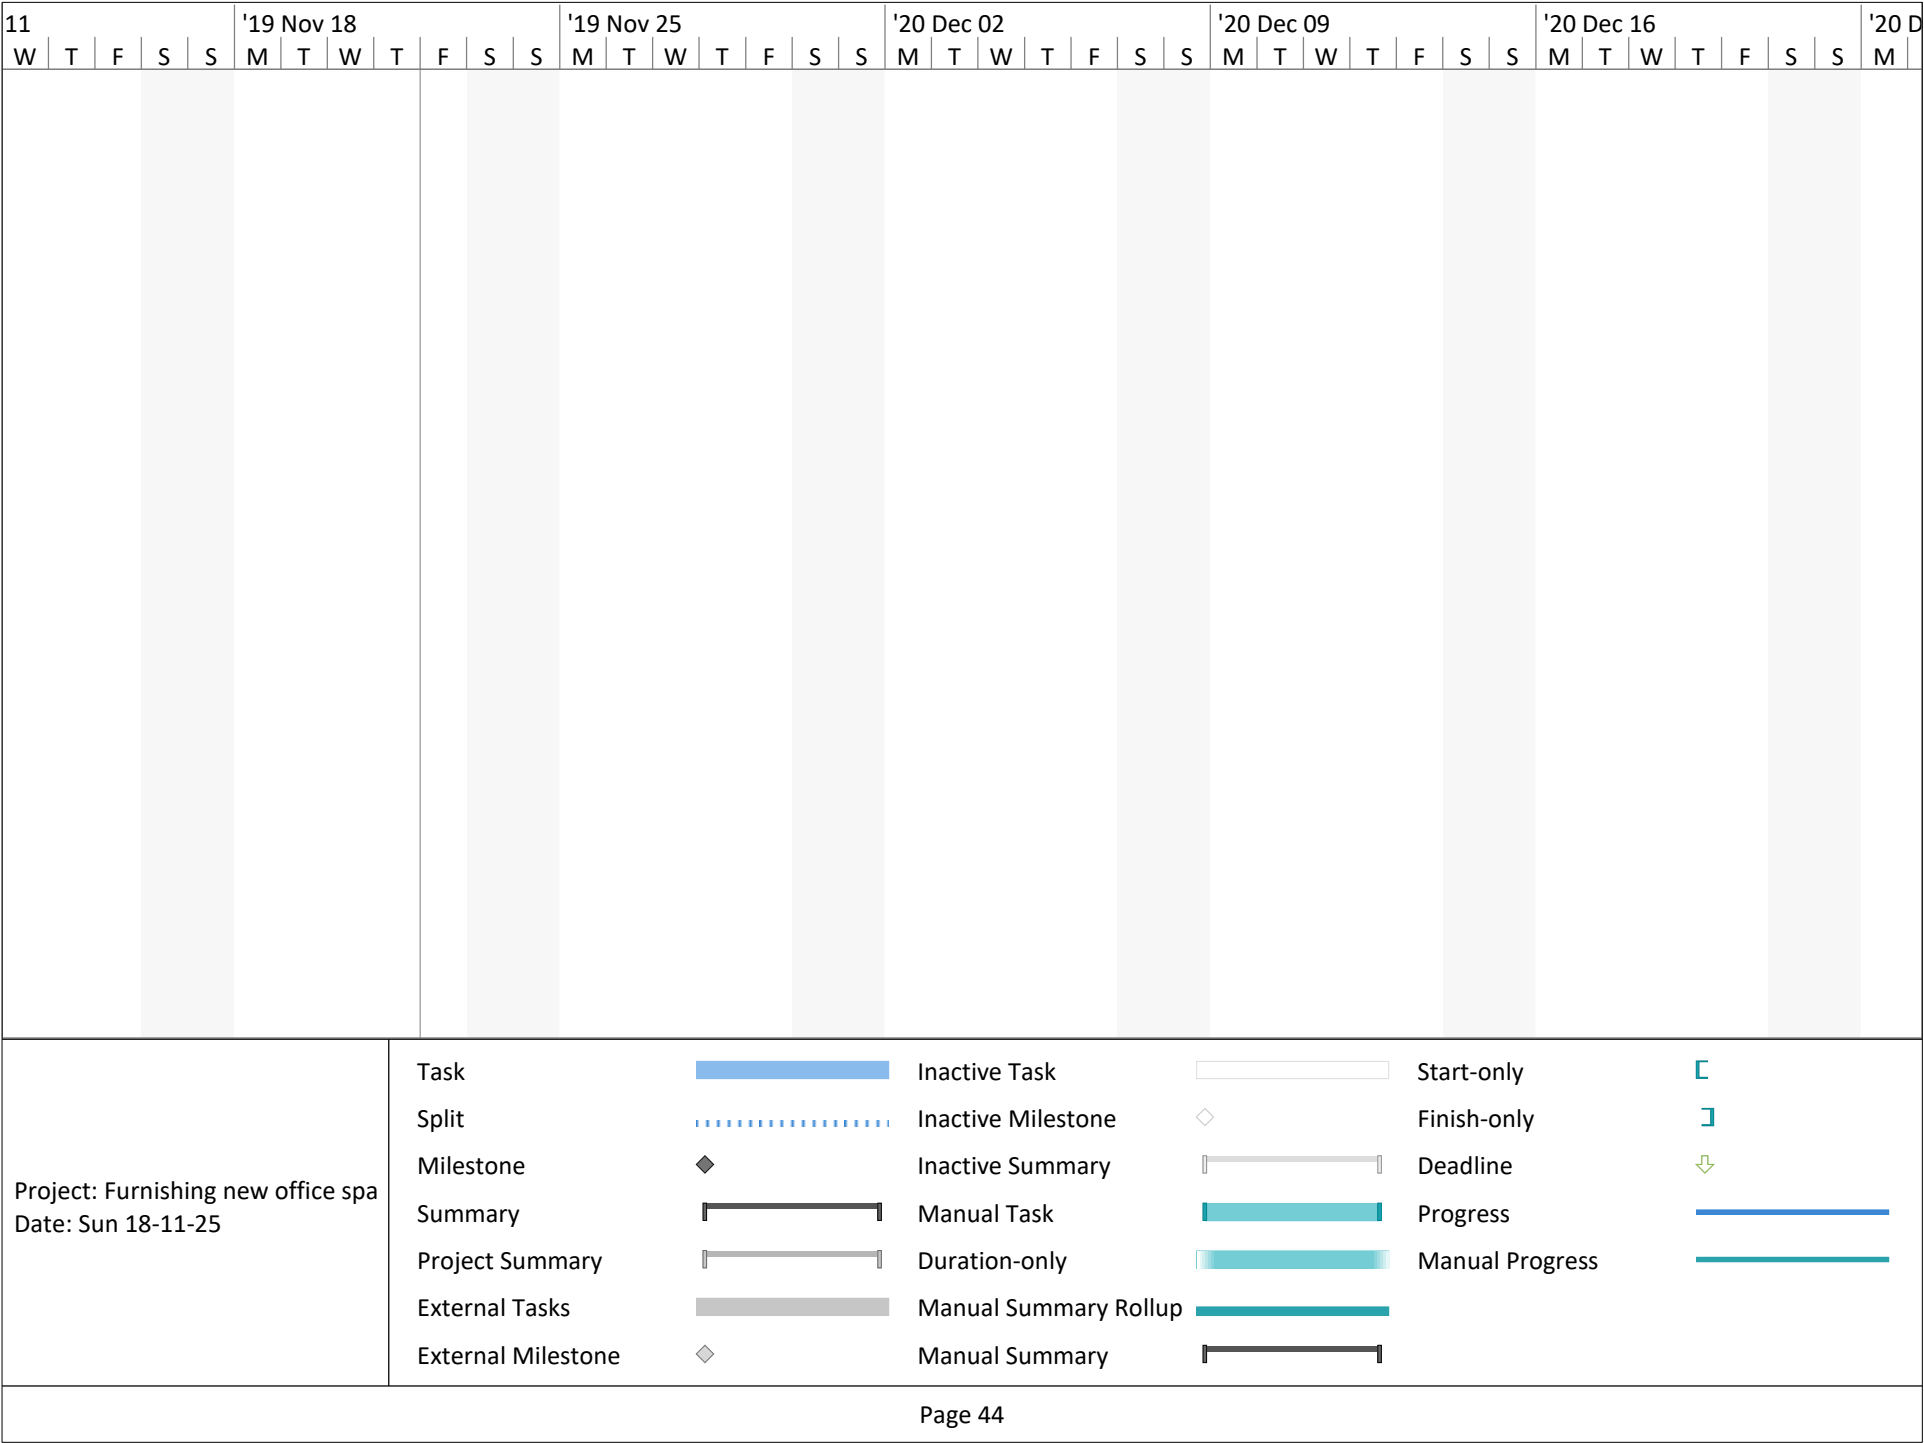 11 '19 Nov 18 '19 Nov 25 '20 Dec 02 '20 Dec 09 '20 Dec 16 '20 D
W T F S S M T W T F S S M T W T F S S M T W T F S S M T W T F S S M T W T F S S M
Task Inactive Task Start-only
Split Inactive Milestone Finish-only
Milestone Inactive Summary Deadline
Summary Manual Task Progress
Project Summary Duration-only Manual Progress
External Tasks Manual Summary Rollup
External Milestone Manual Summary
Project: Furnishing new office spa
Date: Sun 18-11-25
Page 44